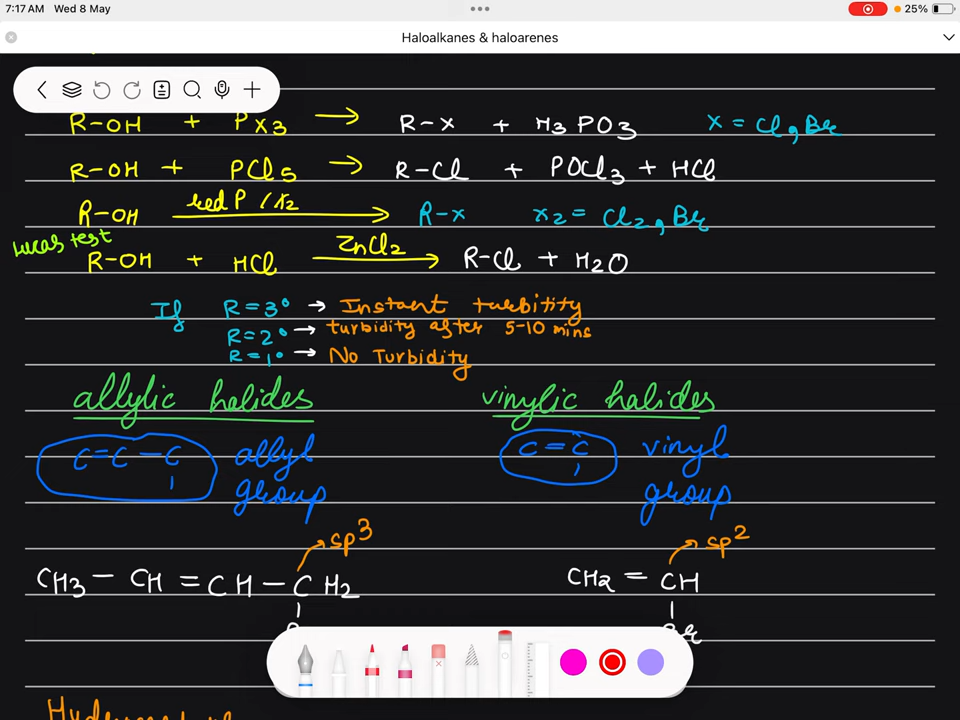 7:17 AM Wed 8 May
25%
Haloalkanes & haloarenes
R-OH + PX3 → R-X + H3PO3 X = Cl, Br
R-OH + PCl5 → R-Cl + POCl3 + HCl
R-OH red P / X2 → R-X X2 = Cl2, Br
Lucas test
R-OH + HCl ZnCl2 → R-Cl + H2O
If R = 3° → Instant turbitity
R = 2° → turbidity after 5-10 mins
R = 1° → No Turbidity
allylic halides vinylic halides
C=C-C allyl group C=C vinyl group
sp3 sp2
CH3 - CH = CH - CH2 CH2 = CH
Br